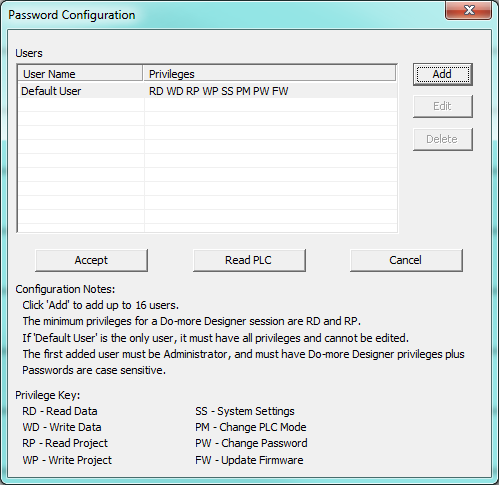 Password Configuration
Users
User Name Privileges
Default User RD WD RP WP SS PM PW FW
Add
Edit
Delete
Accept Read PLC Cancel
Configuration Notes:
Click 'Add' to add up to 16 users.
The minimum privileges for a Do-more Designer session are RD and RP.
If 'Default User' is the only user, it must have all privileges and cannot be edited.
The first added user must be Administrator, and must have Do-more Designer privileges plus
Passwords are case sensitive.
Privilege Key:
RD - Read Data SS - System Settings
WD - Write Data PM - Change PLC Mode
RP - Read Project PW - Change Password
WP - Write Project FW - Update Firmware